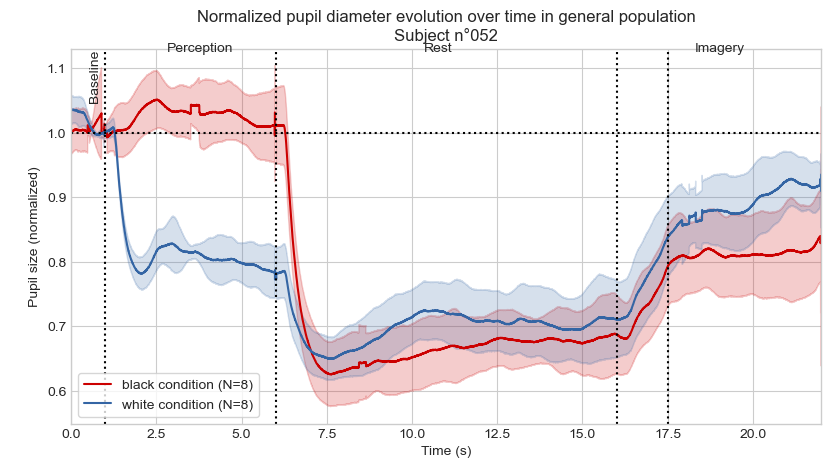 Normalized pupil diameter evolution over time in general population
Subject n°052
Baseline
Perception
Rest
Imagery
1.1
1.0
0.9
0.8
0.7
0.6
Pupil size (normalized)
black condition (N=8)
white condition (N=8)
0.0
2.5
5.0
7.5
10.0
12.5
15.0
17.5
20.0
Time (s)